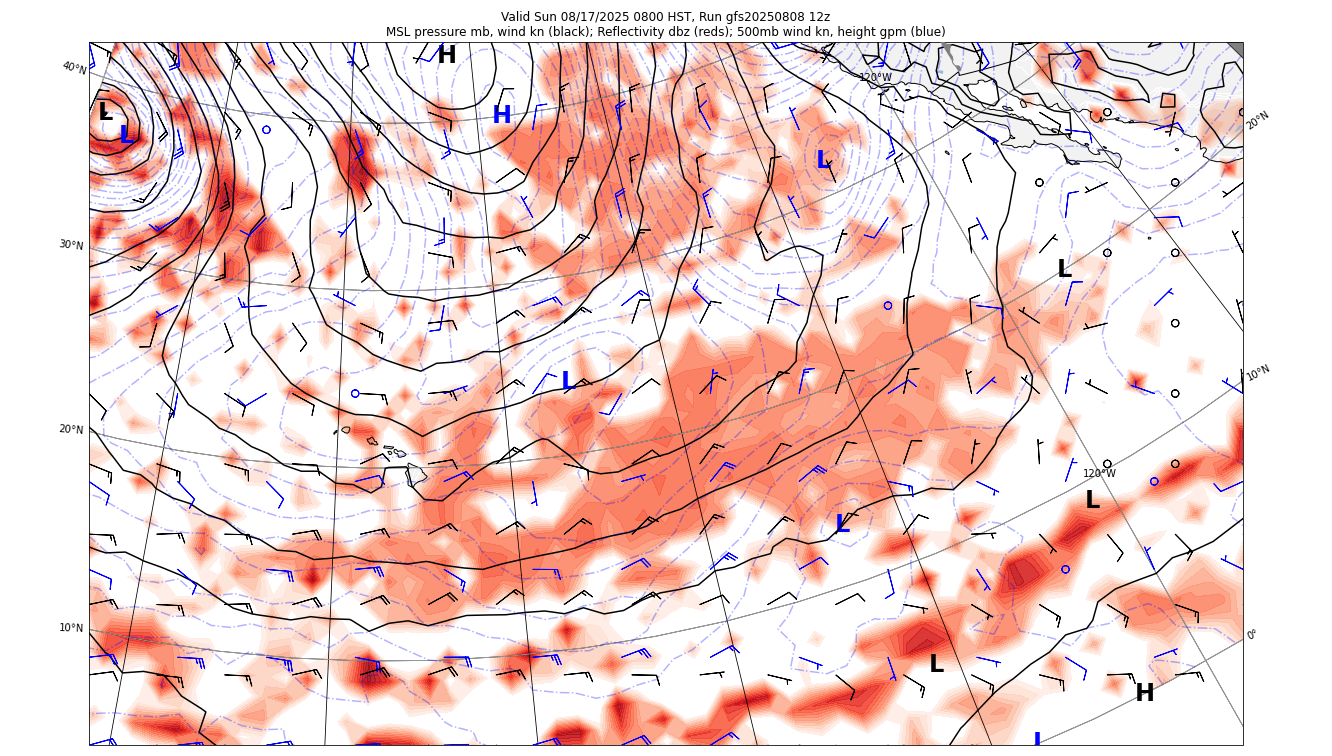 Valid Sun 08/17/2025 0800 HST, Run gfs20250808 12z
MSL pressure mb, wind kn (black); Reflectivity dbz (reds); 500mb wind kn, height gpm (blue)
H
40°N
120°W
L
H
L
20°N
L
30°N
L
10°N
L
20°N
120°W
L
L
10°N
0°
L
H
L